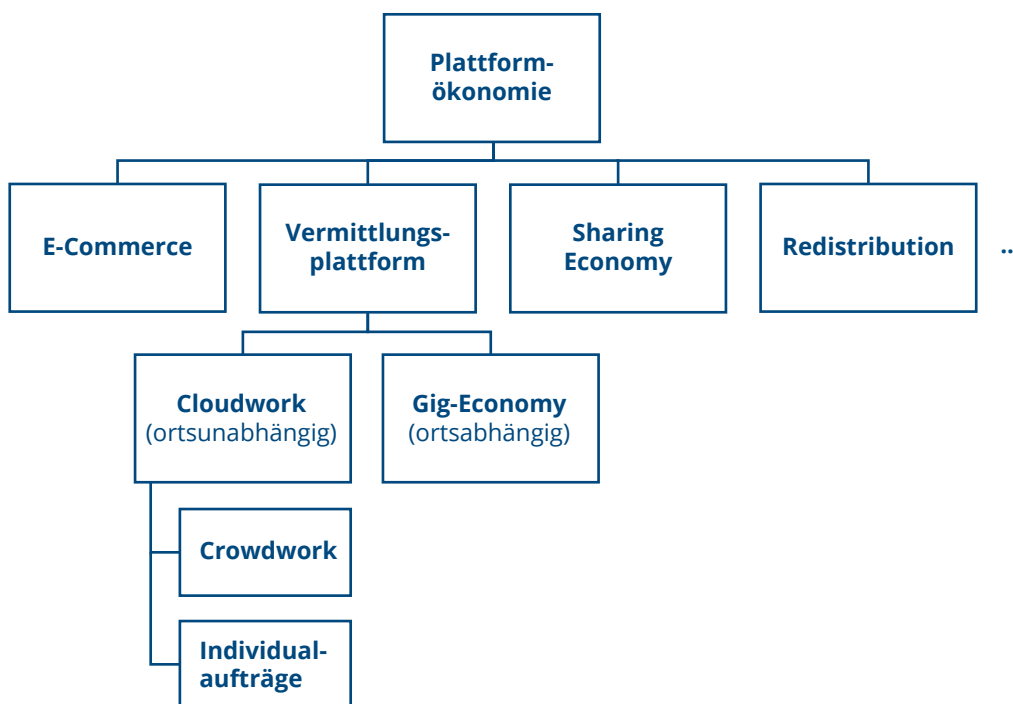 Plattform-
ökonomie
E-Commerce
Vermittlungs-
plattform
Sharing
Economy
Redistribution
..
Cloudwork
(ortsunabhängig)
Gig-Economy
(ortsabhängig)
Crowdwork
Individual-
aufträge